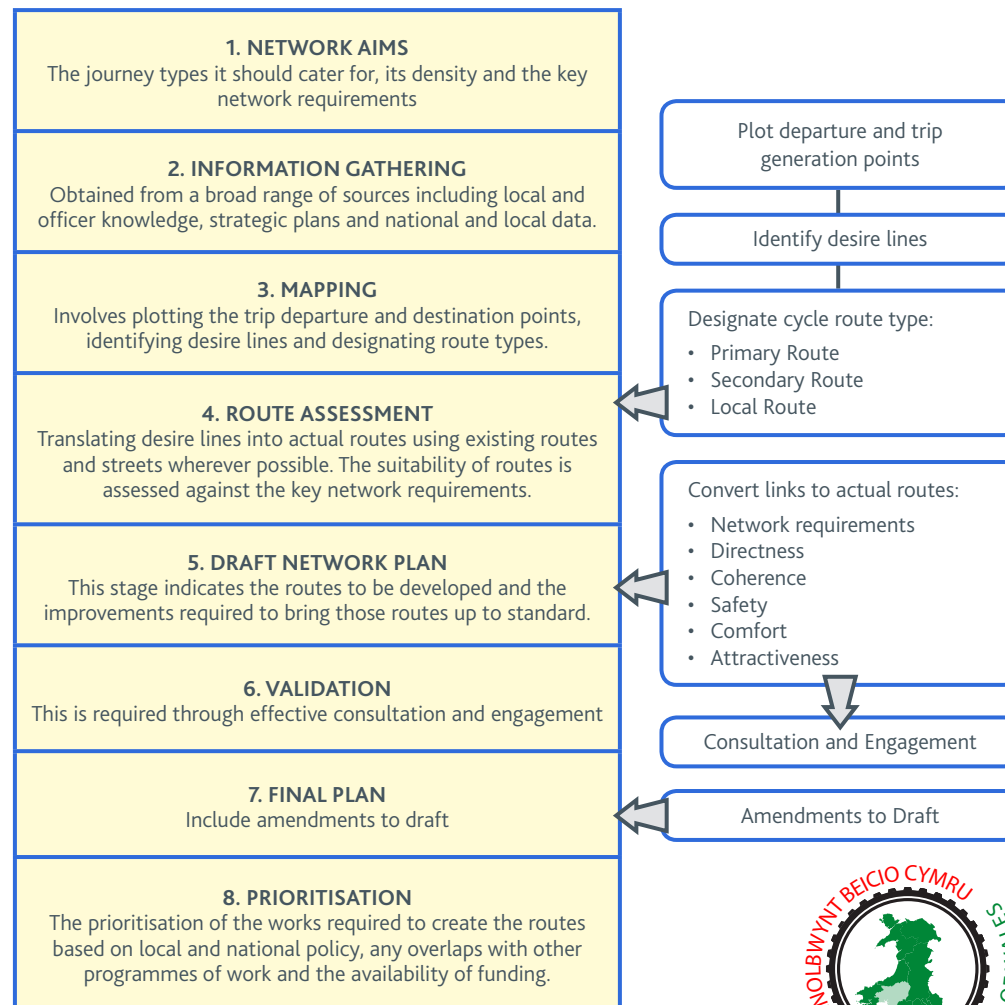 1. NETWORK AIMS
The journey types it should cater for, its density and the key
network requirements
2. INFORMATION GATHERING
Obtained from a broad range of sources including local and
officer knowledge, strategic plans and national and local data.
3. MAPPING
Involves plotting the trip departure and destination points,
identifying desire lines and designating route types.
4. ROUTE ASSESSMENT
Translating desire lines into actual routes using existing routes
and streets wherever possible. The suitability of routes is
assessed against the key network requirements.
5. DRAFT NETWORK PLAN
This stage indicates the routes to be developed and the
improvements required to bring those routes up to standard.
6. VALIDATION
This is required through effective consultation and engagement
7. FINAL PLAN
Include amendments to draft
8. PRIORITISATION
The prioritisation of the works required to create the routes
based on local and national policy, any overlaps with other
programmes of work and the availability of funding.
Plot departure and trip
generation points
Identify desire lines
Designate cycle route type:
• Primary Route
• Secondary Route
• Local Route
Convert links to actual routes:
• Network requirements
• Directness
• Coherence
• Safety
• Comfort
• Attractiveness
Consultation and Engagement
Amendments to Draft
BEICIO CYMRU